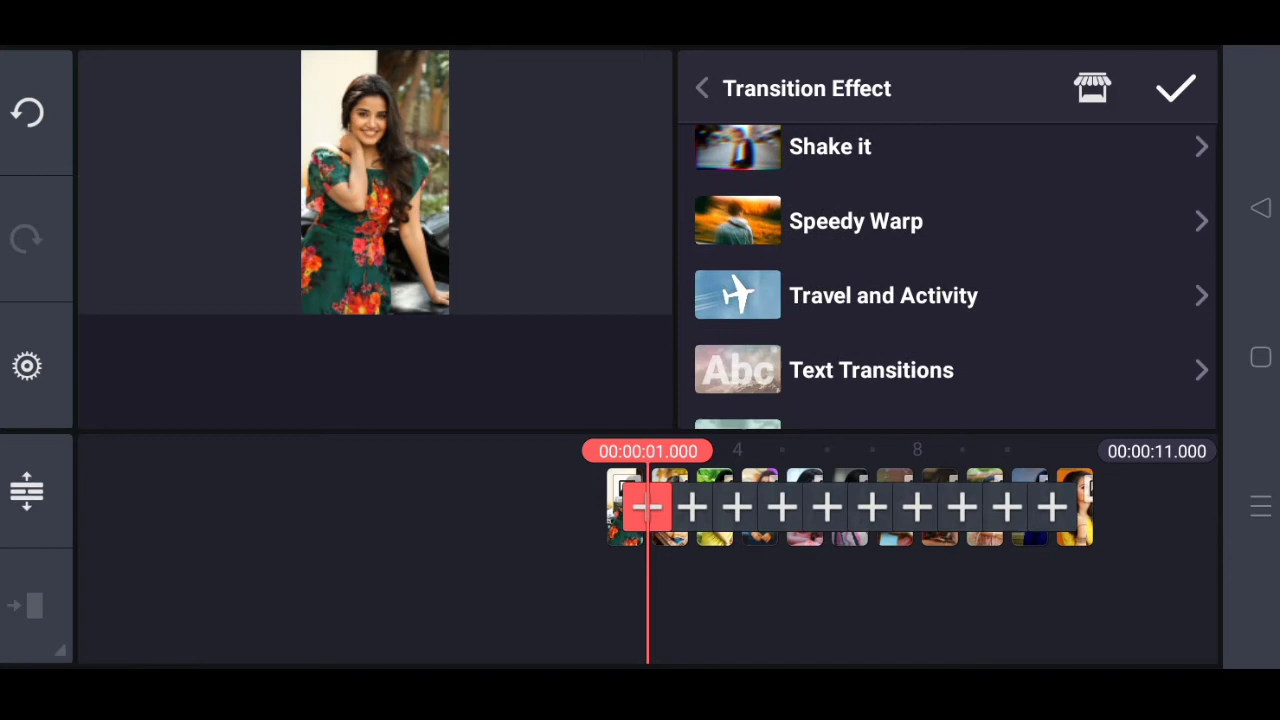 Transition Effect
Shake it
Speedy Warp
Travel and Activity
Abc
Text Transitions
00:00:01.000
4
8
00:00:11.000